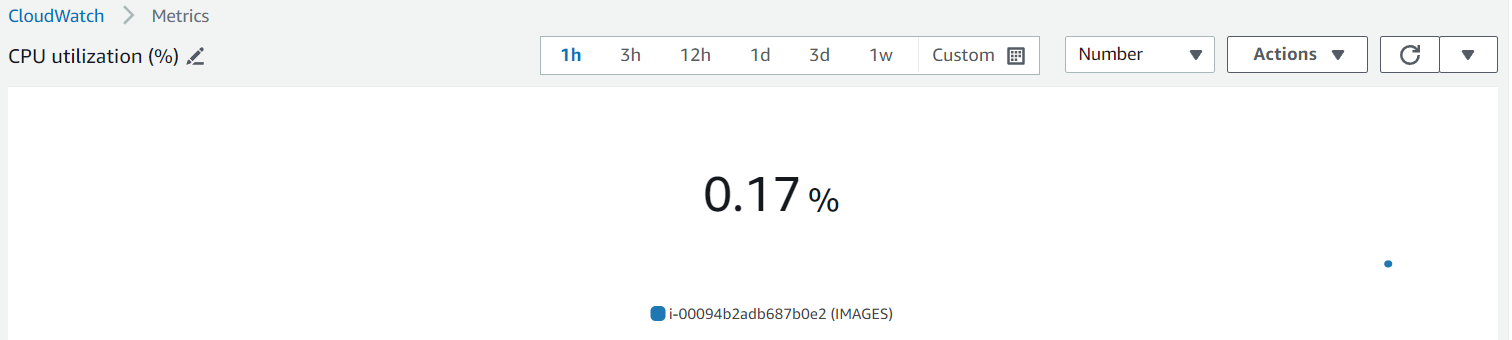 CloudWatch > Metrics
CPU utilization (%) 1h 3h 12h 1d 3d 1w Custom Number Actions
0.17 %
i-00094b2adb687b0e2 (IMAGES)